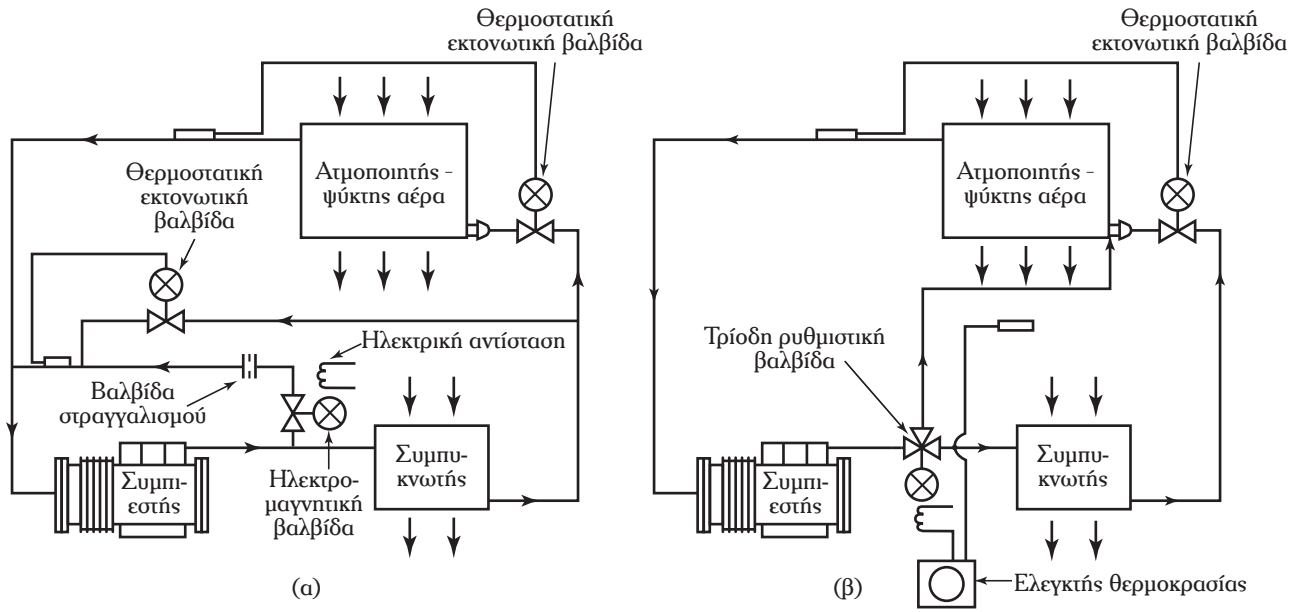 Θερμοστατική
εκτονωτική βαλβίδα
Ατμοποιητής -
ψύκτης αέρα
Θερμοστατική
εκτονωτική
βαλβίδα
Ηλεκτρική αντίσταση
Βαλβίδα
στραγγαλισμού
Συμπι-
εστής
Ηλεκτρο-
μαγνητική
βαλβίδα
Συμπυ-
κνωτής
(α)
Θερμοστατική
εκτονωτική βαλβίδα
Ατμοποιητής -
ψύκτης αέρα
Τρίοδη ρυθμιστική
βαλβίδα
Συμπι-
εστής
Συμπυ-
κνωτής
Ελεγκτής θερμοκρασίας
(β)